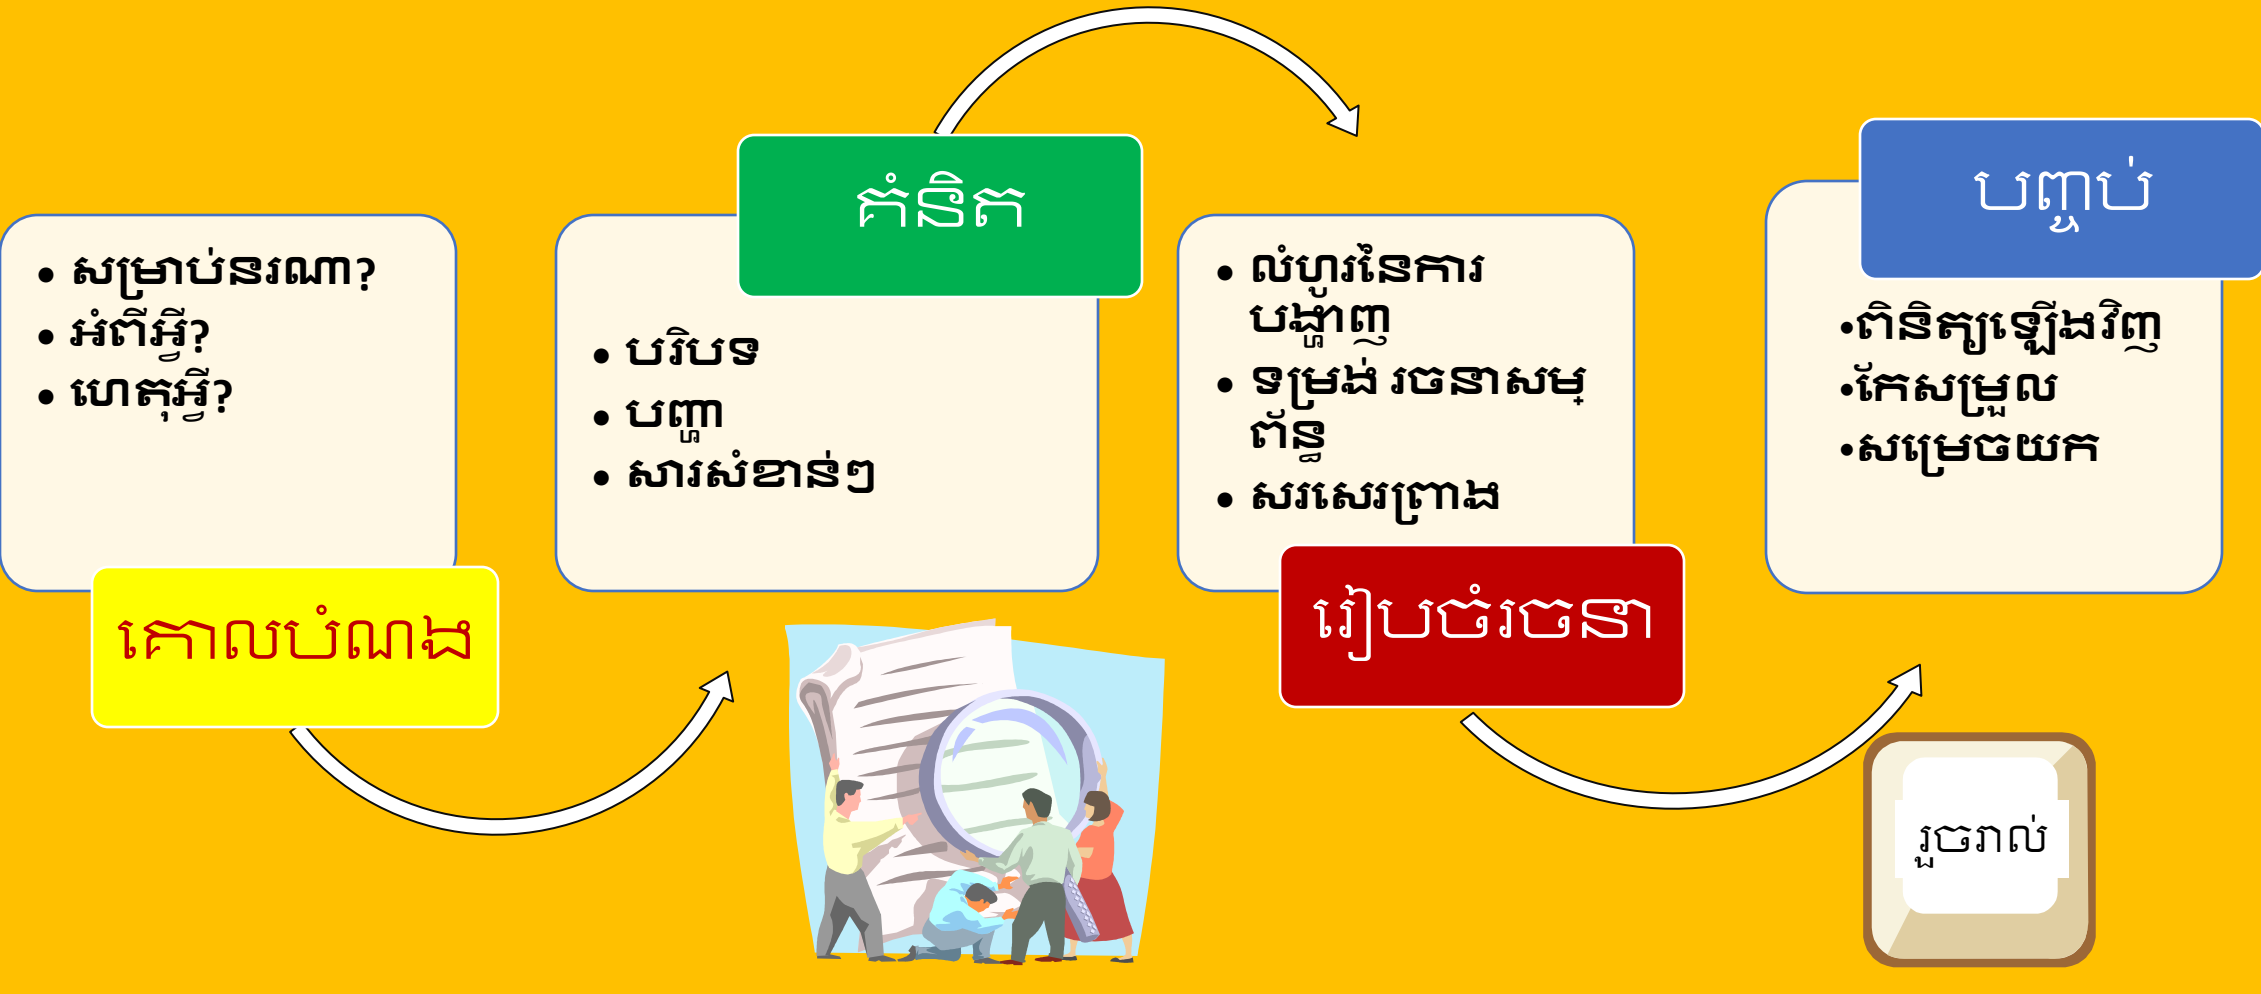 • សម្រាប់នរណា?
• អំពីអ្វី?
• ហេតុអ្វី?
គោលបំណង
គំនិត
• បរិបទ
• បញ្ហា
• សារសំខាន់ៗ
• លំហូរនៃការ
បង្ហាញ
• ទម្រង់ រចនាសម្
ព័ន្ធ
• សរសេរព្រាង
រៀបចំរចនា
បញ្ចប់
•ពិនិត្យឡើងវិញ
•កែសម្រួល
•សម្រេចយក
រួចរាល់